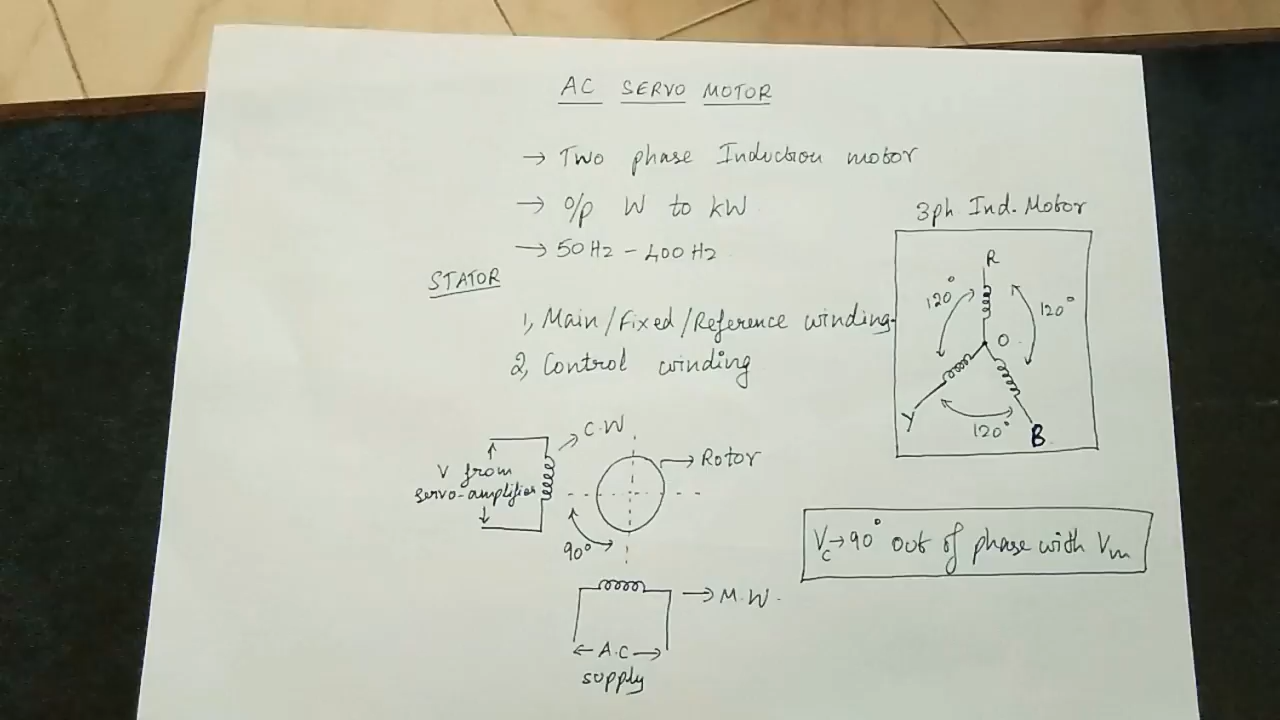 AC SERVO MOTOR
→ Two phase Induction motor
→ O/p W to kW
→ 50 Hz - 400 Hz
STATOR
1, Main/Fixed/Reference winding
2, Control winding
3ph Ind. Motor
R
120°
120°
O
Y
120°
B
C.W
V from
servo-amplifier
Rotor
90°
M.W.
A.C
supply
Vc → 90° out of phase with Vm